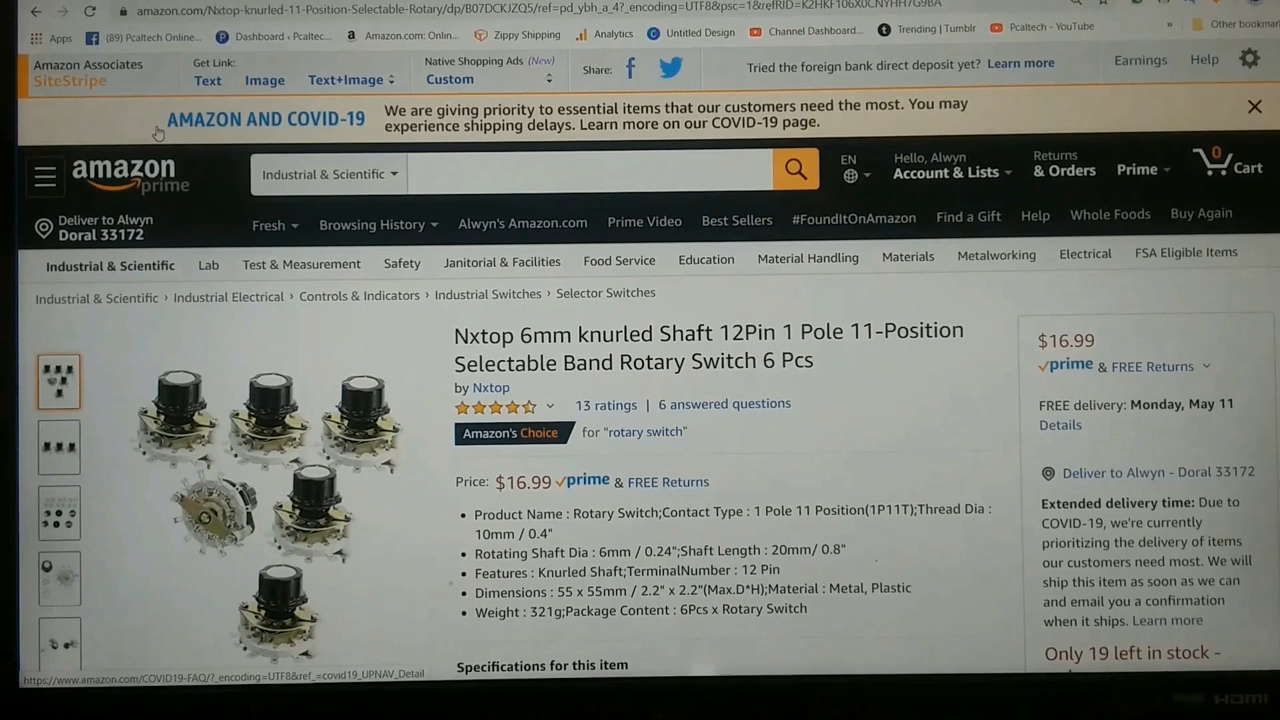 amazon.com/Nxtop-knurled-11-Position-Selectable-Rotary/dp/B07DCKJZQ5/ref=pd_ybh_a_4?_encoding=UTF8&psc=1&refRID=
Apps (89) Pcaltech Online... Dashboard ‹ Pcaltec... Amazon.com: Onlin... Zippy Shipping Analytics Untitled Design Channel Dashboard... Trending | Tumblr Pcaltech - YouTube » Other bookmar
Amazon Associates
SiteStripe
Get Link:
Text Image Text+Image
Native Shopping Ads (New)
Custom
Share:
Tried the foreign bank direct deposit yet? Learn more
Earnings Help
AMAZON AND COVID-19
We are giving priority to essential items that our customers need the most. You may
experience shipping delays. Learn more on our COVID-19 page.
amazon
prime
Industrial & Scientific
EN
Hello, Alwyn
Account & Lists
Returns
& Orders
Prime
0
Cart
Deliver to Alwyn
Doral 33172
Fresh Browsing History Alwyn's Amazon.com Prime Video Best Sellers #FoundItOnAmazon Find a Gift Help Whole Foods Buy Again
Industrial & Scientific Lab Test & Measurement Safety Janitorial & Facilities Food Service Education Material Handling Materials Metalworking Electrical FSA Eligible Items
Industrial & Scientific › Industrial Electrical › Controls & Indicators › Industrial Switches › Selector Switches
Nxtop 6mm knurled Shaft 12Pin 1 Pole 11-Position
Selectable Band Rotary Switch 6 Pcs
by Nxtop
13 ratings | 6 answered questions
Amazon's Choice for "rotary switch"
Price: $16.99 prime & FREE Returns
• Product Name : Rotary Switch;Contact Type : 1 Pole 11 Position(1P11T);Thread Dia :
10mm / 0.4"
• Rotating Shaft Dia : 6mm / 0.24";Shaft Length : 20mm/ 0.8"
• Features : Knurled Shaft;TerminalNumber : 12 Pin
• Dimensions : 55 x 55mm / 2.2" x 2.2"(Max.D*H);Material : Metal, Plastic
• Weight : 321g;Package Content : 6Pcs x Rotary Switch
Specifications for this item
$16.99
prime & FREE Returns
FREE delivery: Monday, May 11
Details
Deliver to Alwyn - Doral 33172
Extended delivery time: Due to
COVID-19, we're currently
prioritizing the delivery of items
our customers need most. We will
ship this item as soon as we can
and email you a confirmation
when it ships. Learn more
Only 19 left in stock -
https://www.amazon.com/COVID19-FAQ/?_encoding=UTF8&ref_=covid19_UPNAV_Detail
HDMI